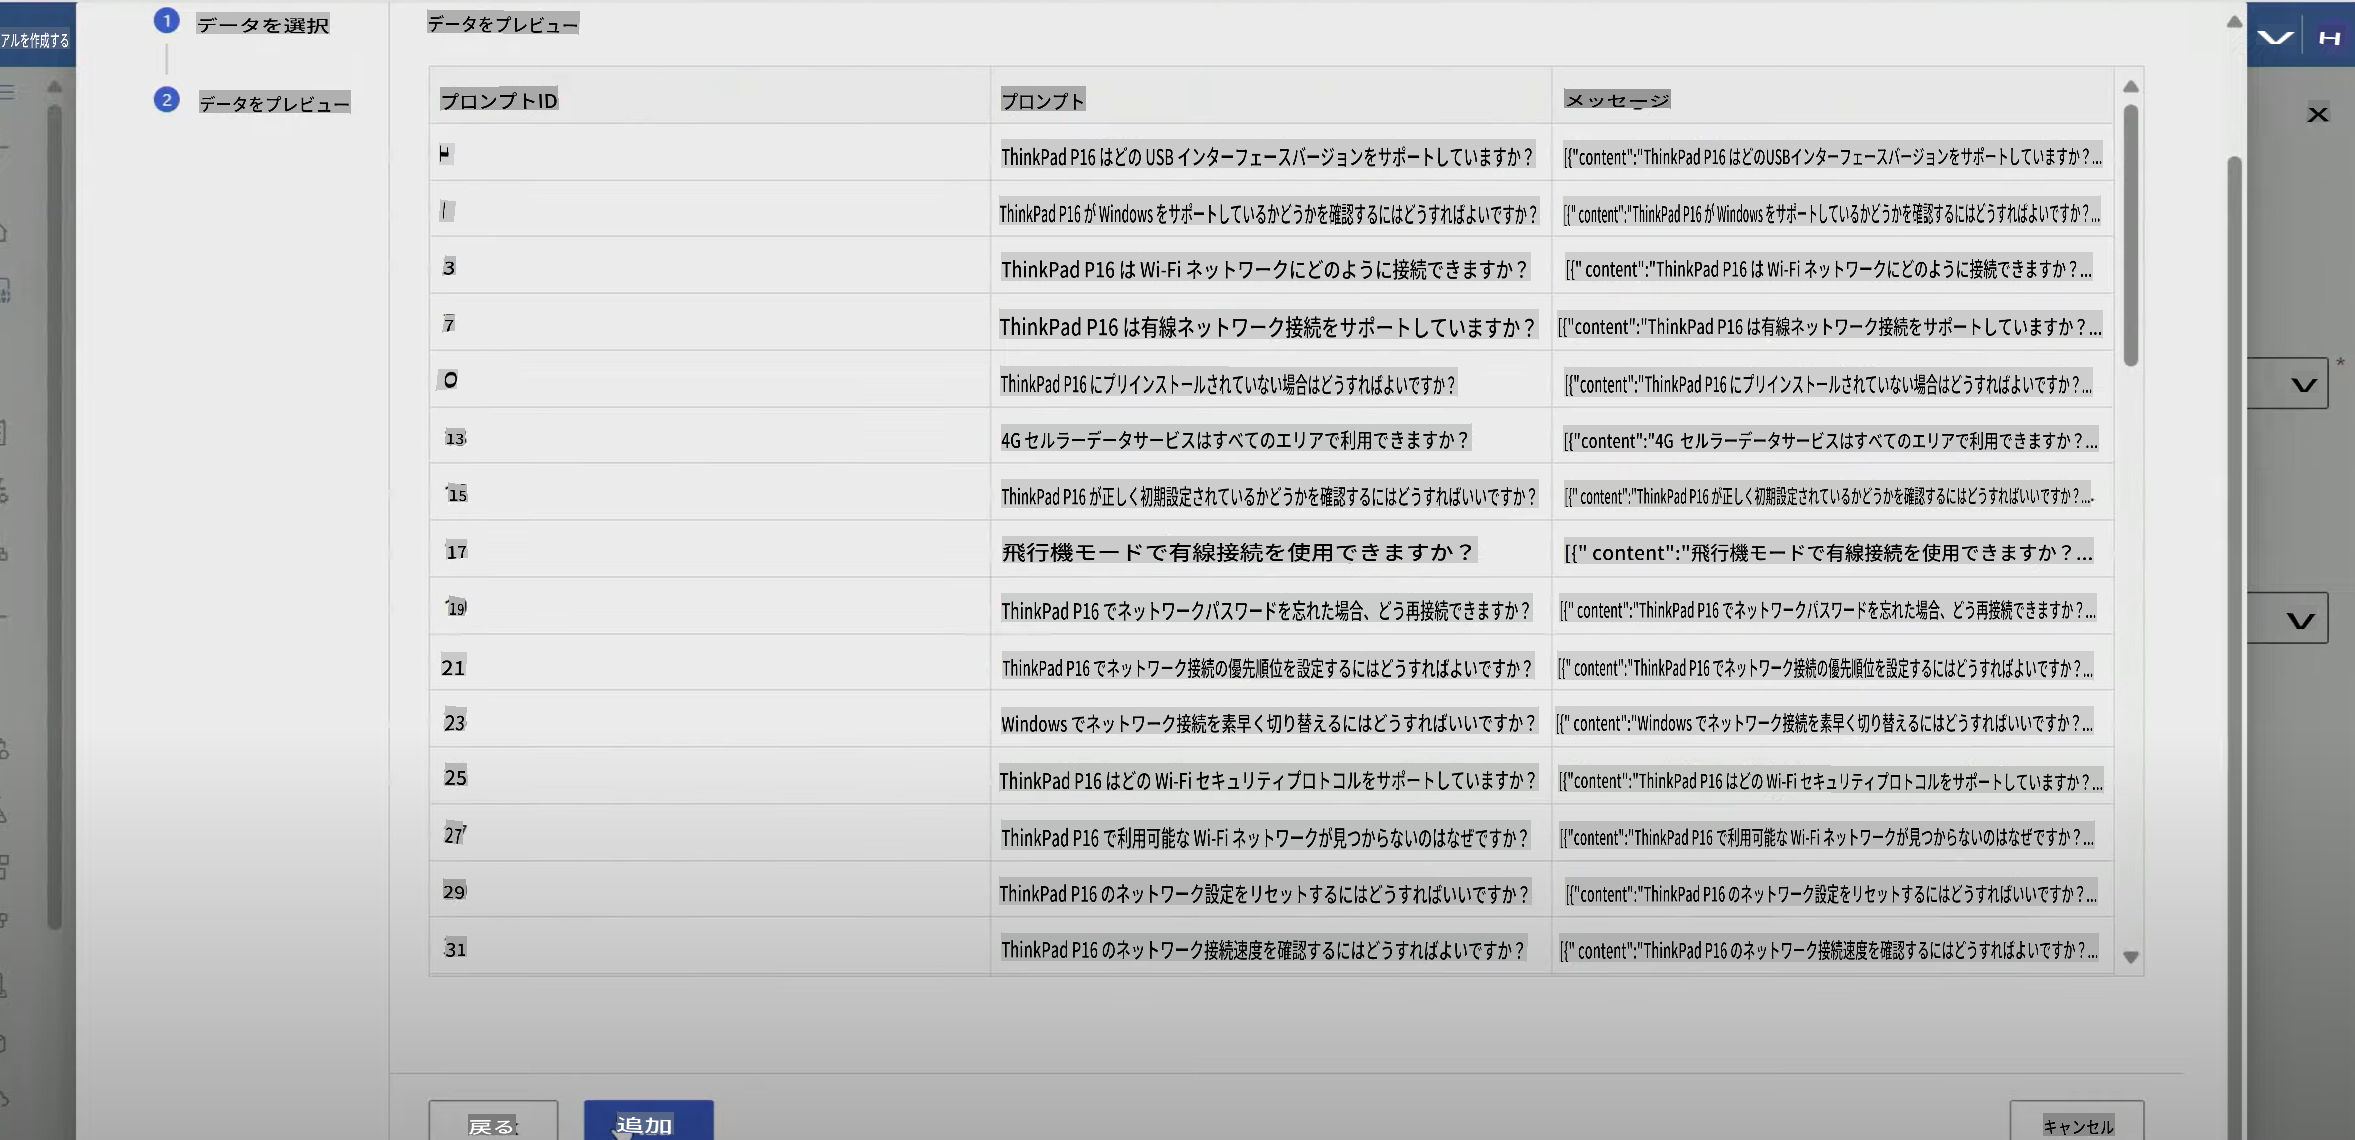 アルを作成する
1 データを選択
2 データをプレビュー
データをプレビュー
プロンプトID プロンプト メッセージ
ThinkPad P16 はどの USB インターフェースバージョンをサポートしていますか? [{"content":"ThinkPad P16 はどのUSBインターフェースバージョンをサポートしていますか?...
ThinkPad P16 が Windows をサポートしているかどうかを確認するにはどうすればよいですか? [{" content":"ThinkPad P16 が Windows をサポートしているかどうかを確認するにはどうすればよいですか?...
3 ThinkPad P16 は Wi-Fi ネットワークにどのように接続できますか? [{" content":"ThinkPad P16 は Wi-Fi ネットワークにどのように接続できますか?...
7 ThinkPad P16 は有線ネットワーク接続をサポートしていますか? [{"content":"ThinkPad P16 は有線ネットワーク接続をサポートしていますか?...
O ThinkPad P16 にプリインストールされていない場合はどうすればよいですか? [{"content":"ThinkPad P16 にプリインストールされていない場合はどうすればよいですか?...
13 4G セルラーデータサービスはすべてのエリアで利用できますか? [{"content":"4G セルラーデータサービスはすべてのエリアで利用できますか?...
15 ThinkPad P16 が正しく初期設定されているかどうかを確認するにはどうすればいいですか? [{" content":"ThinkPad P16 が正しく初期設定されているかどうかを確認するにはどうすればいいですか?...
17 飛行機モードで有線接続を使用できますか? [{" content":"飛行機モードで有線接続を使用できますか?...
19 ThinkPad P16 でネットワークパスワードを忘れた場合、どう再接続できますか? [{" content":"ThinkPad P16 でネットワークパスワードを忘れた場合、どう再接続できますか?...
21 ThinkPad P16 でネットワーク接続の優先順位を設定するにはどうすればよいですか? [{" content":"ThinkPad P16 でネットワーク接続の優先順位を設定するにはどうすればよいですか?...
23 Windows でネットワーク接続を素早く切り替えるにはどうすればいいですか? [{" content":"Windows でネットワーク接続を素早く切り替えるにはどうすればいいですか?...
25 ThinkPad P16 はどの Wi-Fi セキュリティプロトコルをサポートしていますか? [{"content":"ThinkPad P16 はどの Wi-Fi セキュリティプロトコルをサポートしていますか?...
27 ThinkPad P16 で利用可能な Wi-Fi ネットワークが見つからないのはなぜですか? [{"content":"ThinkPad P16 で利用可能な Wi-Fi ネットワークが見つからないのはなぜですか?...
29 ThinkPad P16 のネットワーク設定をリセットするにはどうすればいいですか? [{"content":"ThinkPad P16 のネットワーク設定をリセットするにはどうすればいいですか?...
31 ThinkPad P16 のネットワーク接続速度を確認するにはどうすればよいですか? [{" content":"ThinkPad P16 のネットワーク接続速度を確認するにはどうすればよいですか?...
戻る 追加 キャンセル